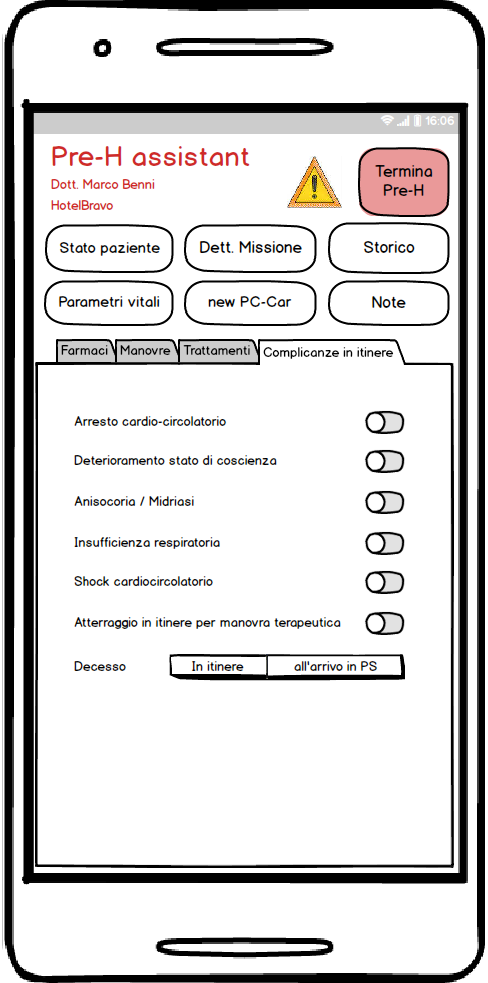 16:06
Pre-H assistant
Dott. Marco Benni
HotelBravo
Termina
Pre-H
Stato paziente
Dett. Missione
Storico
Parametri vitali
new PC-Car
Note
Farmaci
Manovre
Trattamenti
Complicanze in itinere
Arresto cardio-circolatorio
Deterioramento stato di coscienza
Anisocoria / Midriasi
Insufficienza respiratoria
Shock cardiocircolatorio
Atterraggio in itinere per manovra terapeutica
Decesso
In itinere
all'arrivo in PS